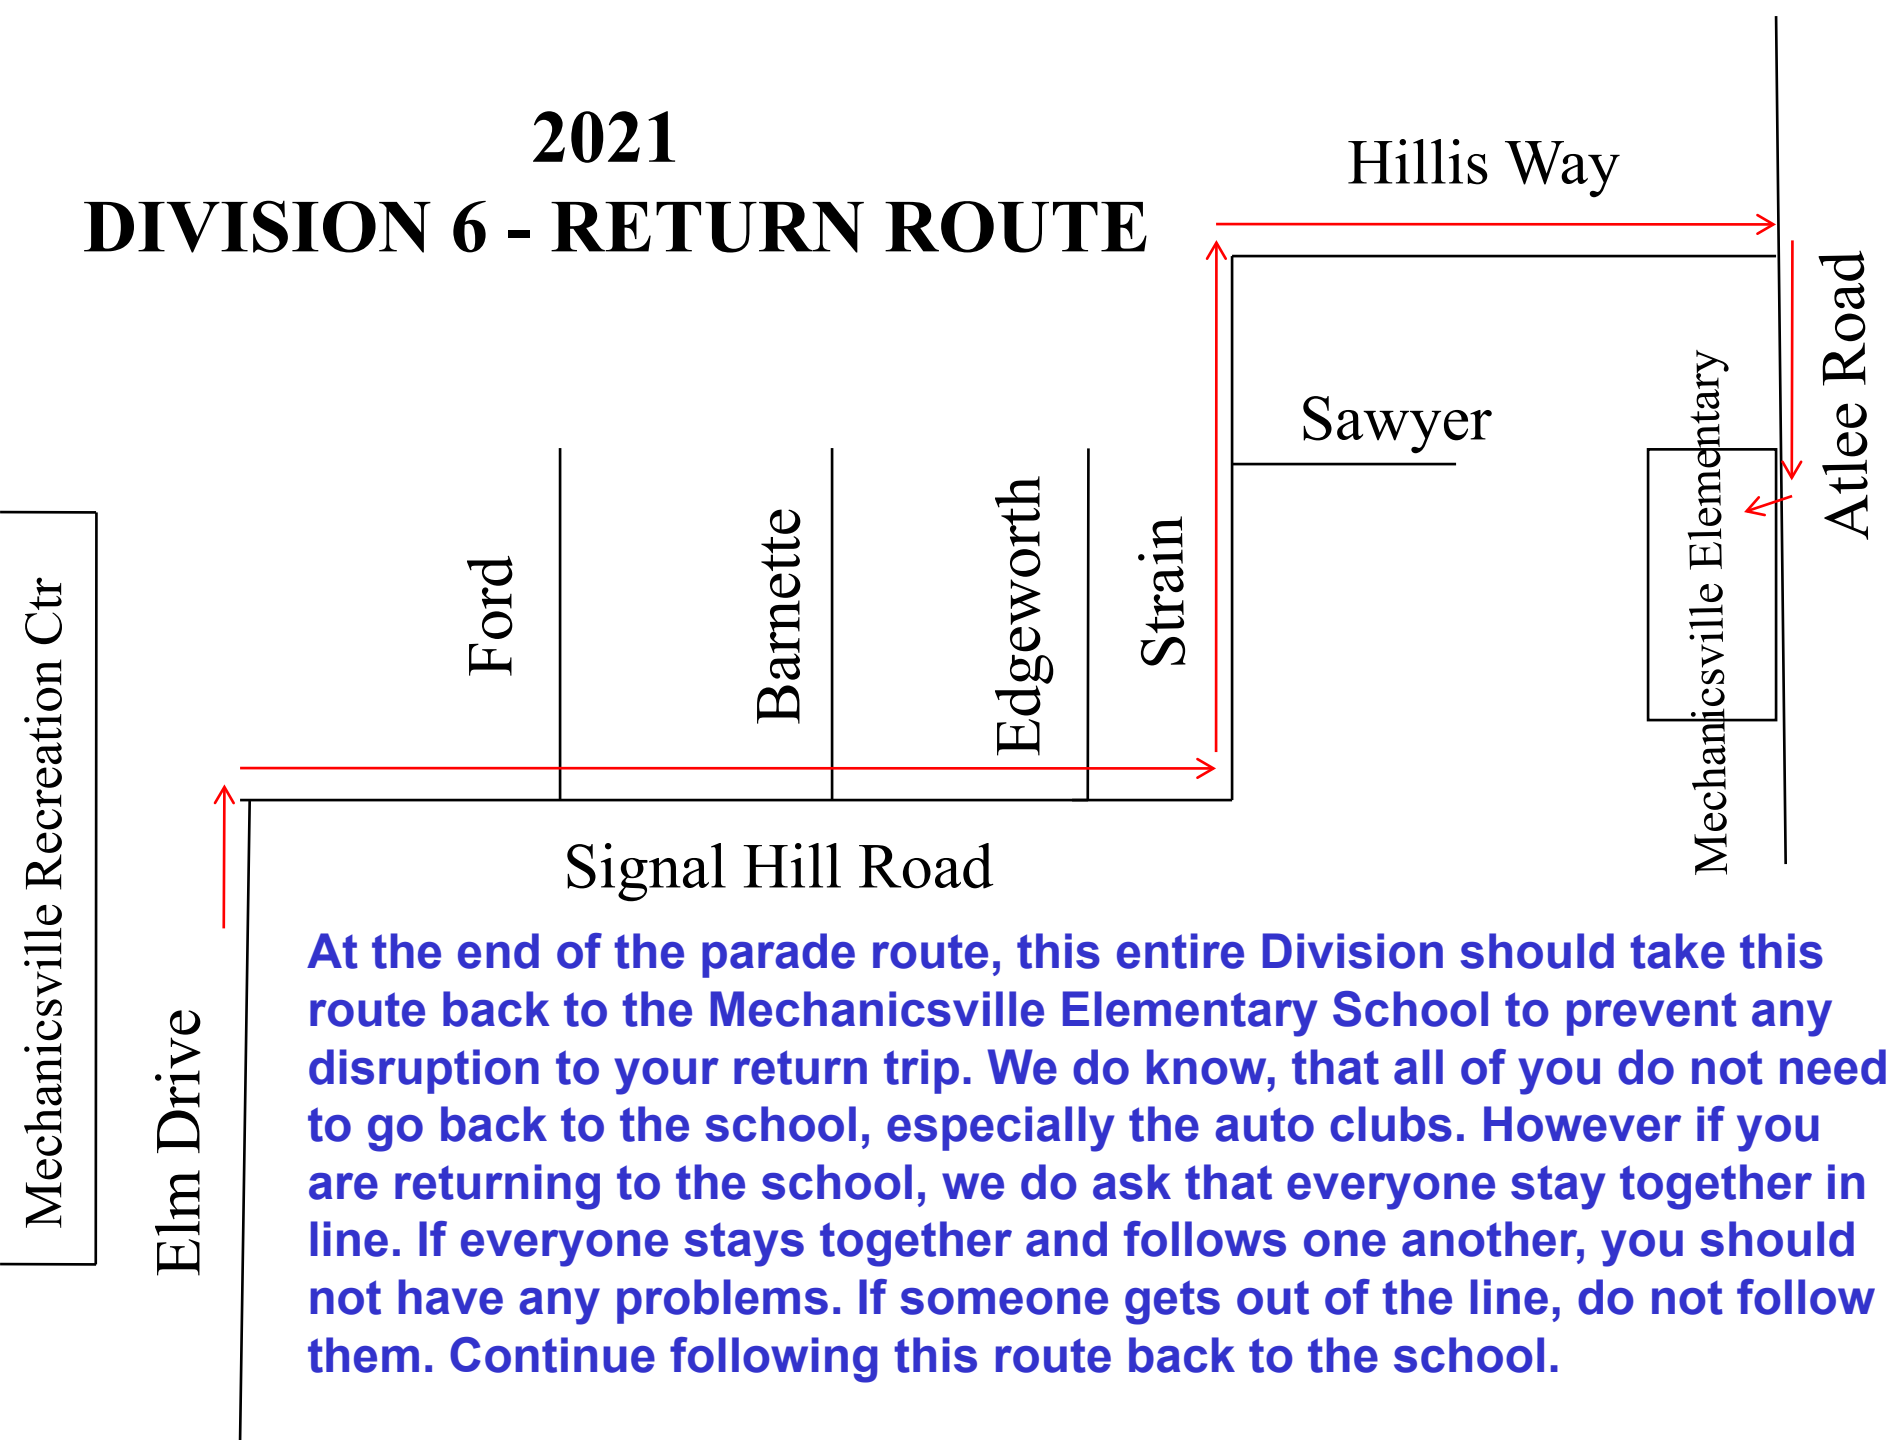 2021
DIVISION 6 - RETURN ROUTE
Hillis Way
Atlee Road
Sawyer
Mechanicsville Elementary
Strain
Edgeworth
Barnette
Ford
Mechanicsville Recreation Ctr
Signal Hill Road
Elm Drive
At the end of the parade route, this entire Division should take this
route back to the Mechanicsville Elementary School to prevent any
disruption to your return trip. We do know, that all of you do not need
to go back to the school, especially the auto clubs. However if you
are returning to the school, we do ask that everyone stay together in
line. If everyone stays together and follows one another, you should
not have any problems. If someone gets out of the line, do not follow
them. Continue following this route back to the school.